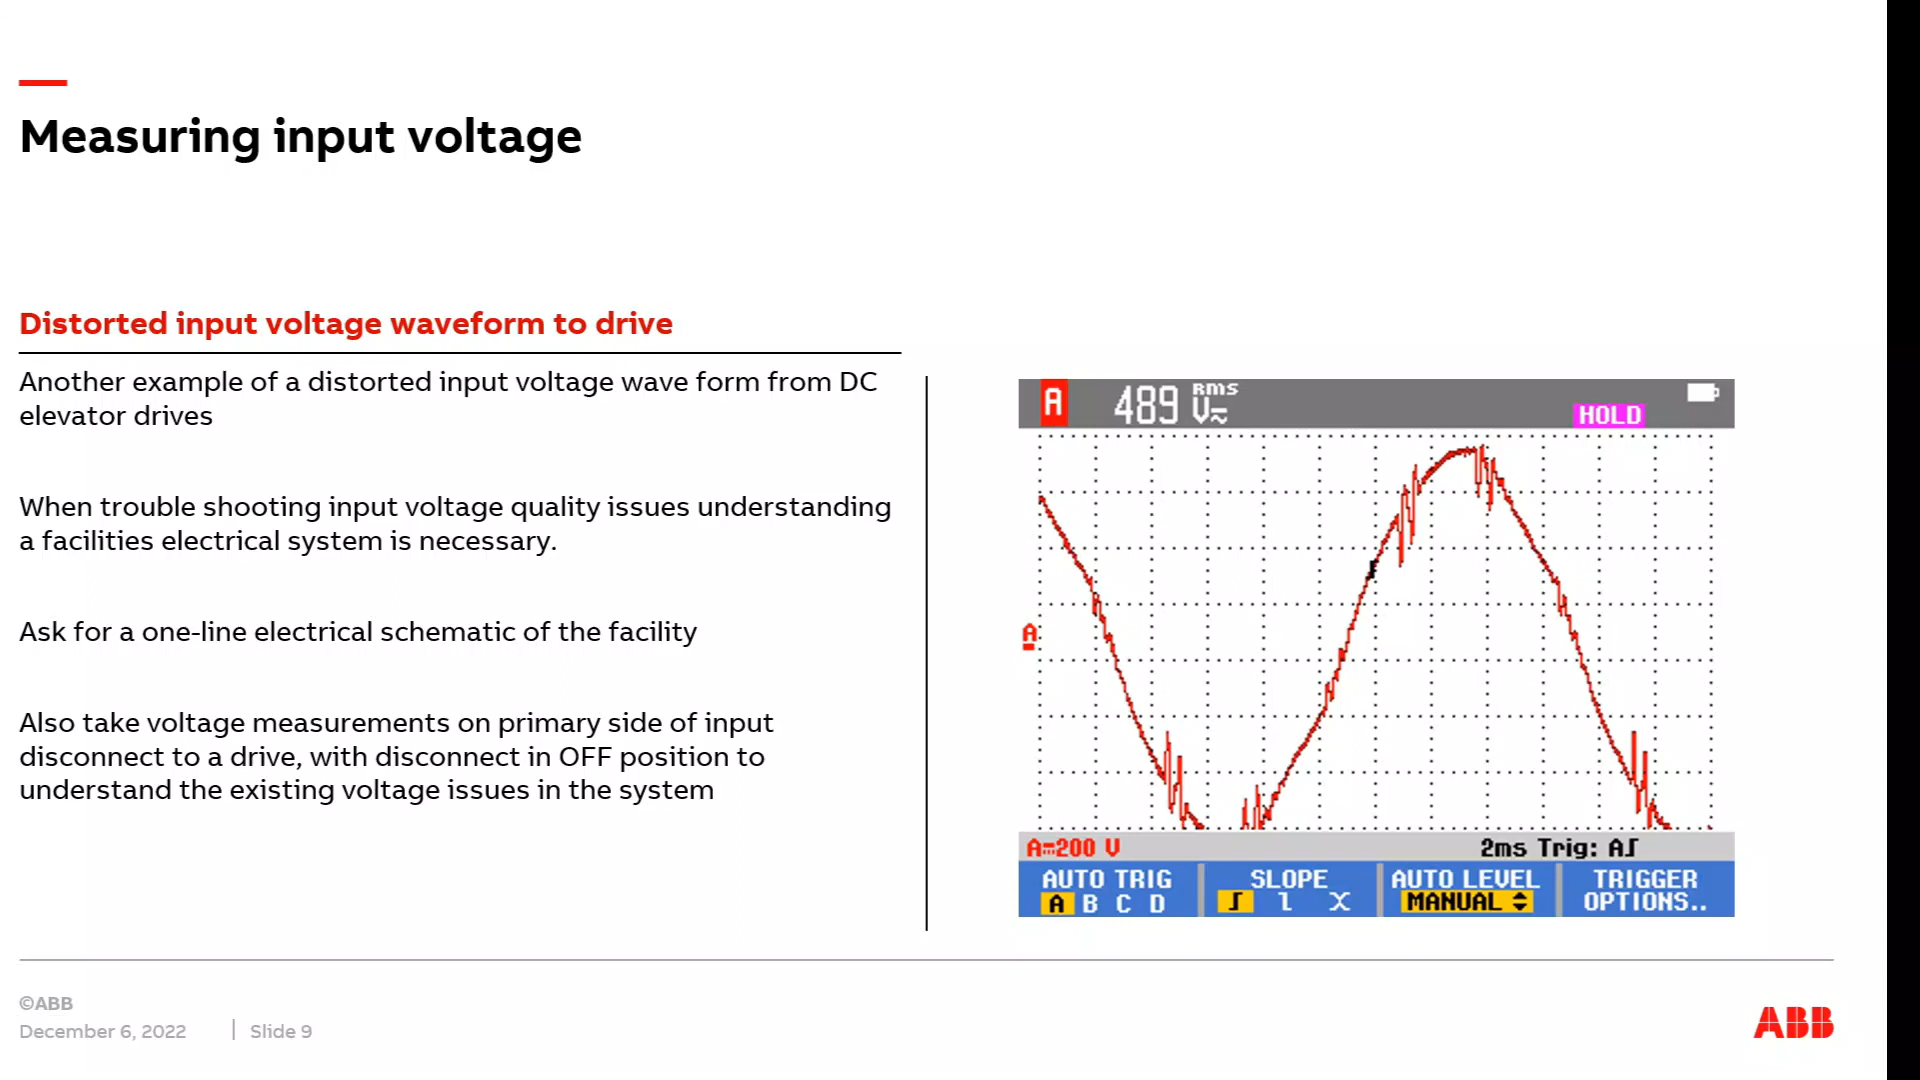 Measuring input voltage
Distorted input voltage waveform to drive
Another example of a distorted input voltage wave form from DC
elevator drives
When trouble shooting input voltage quality issues understanding
a facilities electrical system is necessary.
Ask for a one-line electrical schematic of the facility
Also take voltage measurements on primary side of input
disconnect to a drive, with disconnect in OFF position to
understand the existing voltage issues in the system
A 489 RMS V≂
HOLD
A
A=200 V 2ms Trig: A∫
AUTO TRIG SLOPE AUTO LEVEL TRIGGER
A B C D ∫ ʅ X MANUAL OPTIONS..
©ABB
December 6, 2022 | Slide 9
ABB